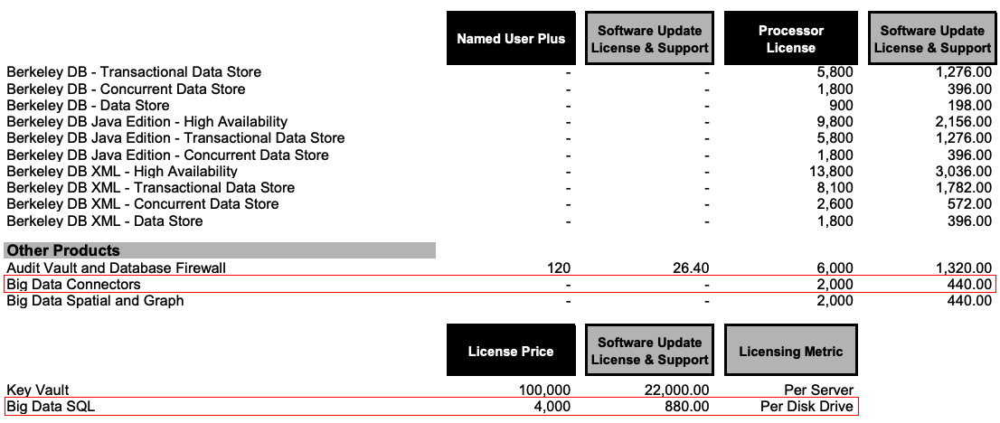 Named User Plus Software Update License & Support Processor License Software Update License & Support
Berkeley DB - Transactional Data Store - - 5,800 1,276.00
Berkeley DB - Concurrent Data Store - - 1,800 396.00
Berkeley DB - Data Store - - 900 198.00
Berkeley DB Java Edition - High Availability - - 9,800 2,156.00
Berkeley DB Java Edition - Transactional Data Store - - 5,800 1,276.00
Berkeley DB Java Edition - Concurrent Data Store - - 1,800 396.00
Berkeley DB XML - High Availability - - 13,800 3,036.00
Berkeley DB XML - Transactional Data Store - - 8,100 1,782.00
Berkeley DB XML - Concurrent Data Store - - 2,600 572.00
Berkeley DB XML - Data Store - - 1,800 396.00
Other Products
Audit Vault and Database Firewall 120 26.40 6,000 1,320.00
Big Data Connectors - - 2,000 440.00
Big Data Spatial and Graph - - 2,000 440.00
License Price Software Update License & Support Licensing Metric
Key Vault 100,000 22,000.00 Per Server
Big Data SQL 4,000 880.00 Per Disk Drive